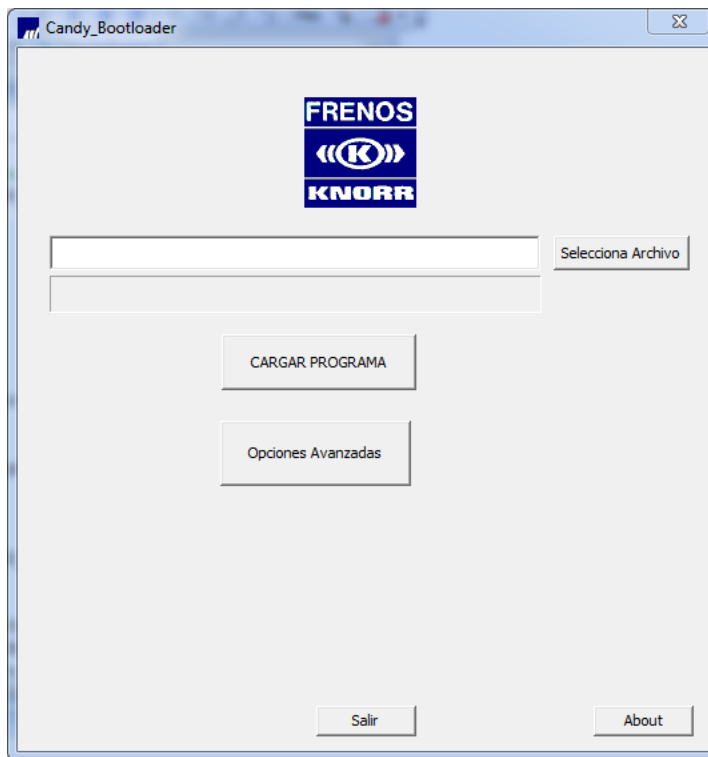 Candy_Bootloader
FRENOS
K
KNORR
Selecciona Archivo
CARGAR PROGRAMA
Opciones Avanzadas
Salir
About